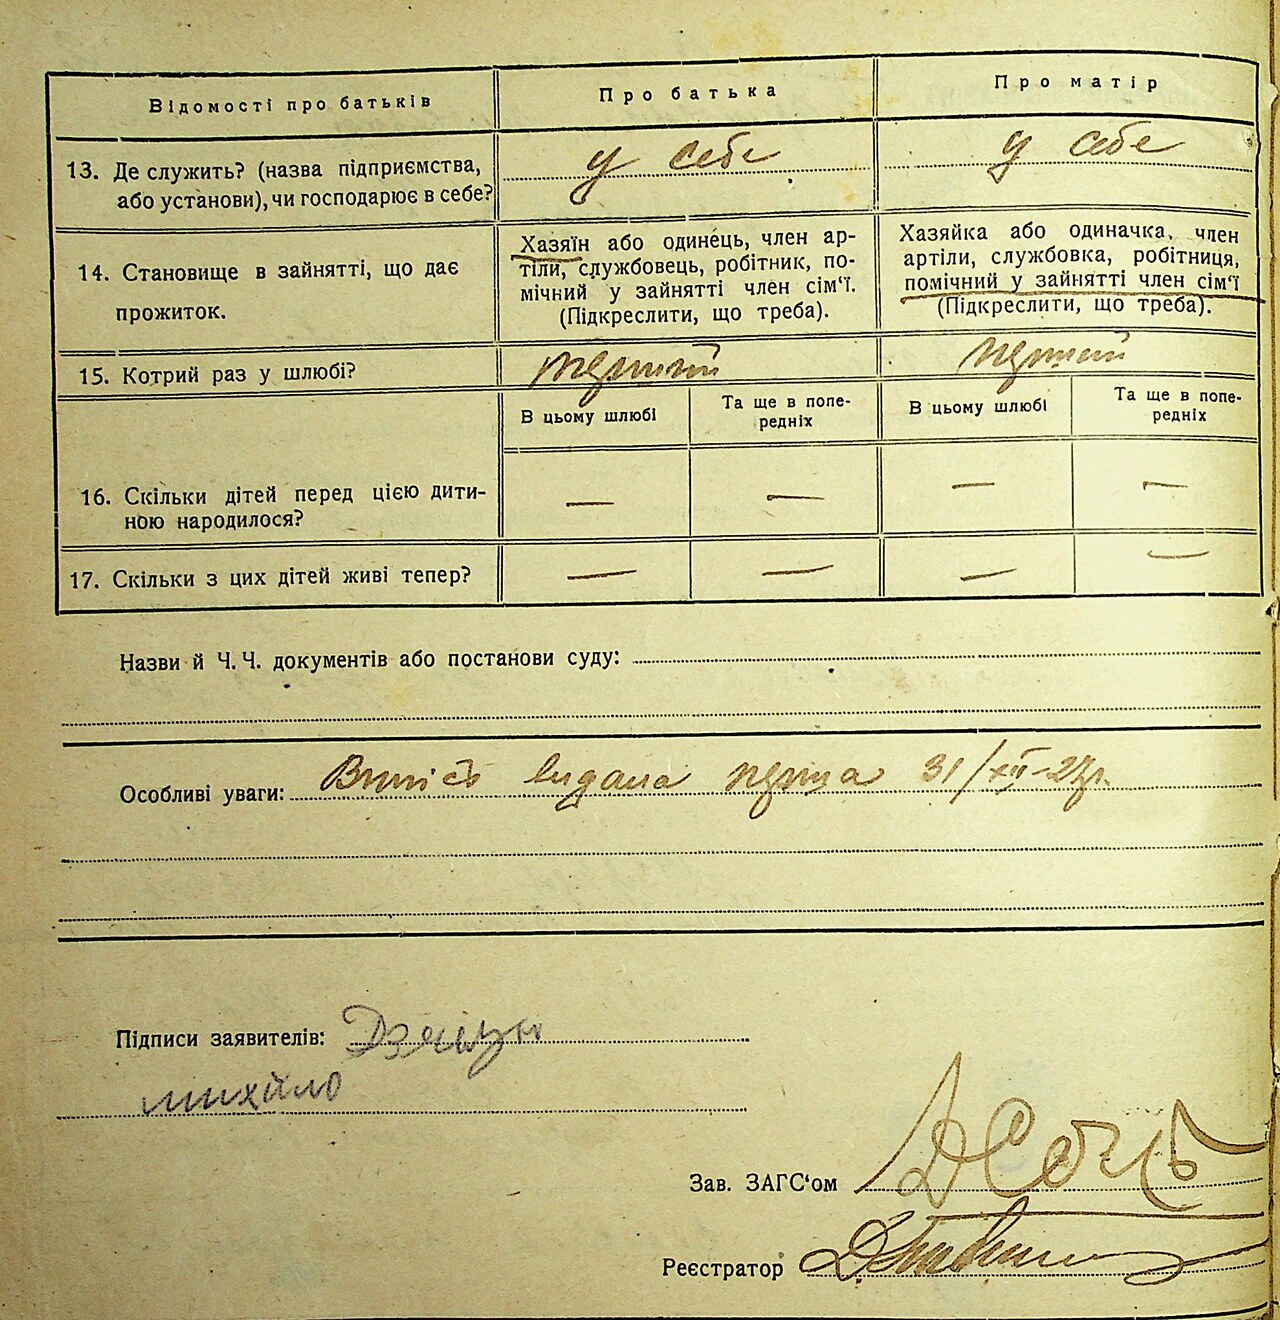 Відомості про батьків
Про батька
Про матір
13. Де служить? (назва підприємства, або установи), чи господарює в себе?
у себе
у себе
14. Становище в зайнятті, що дає прожиток.
Хазяїн або одинець, член ар-
тіли, службовець, робітник, по-
мічний у зайнятті член сім'ї.
(Підкреслити, що треба).
Хазяйка або одиначка, член
артіли, службовка, робітниця,
помічний у зайнятті член сім'ї
(Підкреслити, що треба).
15. Котрий раз у шлюбі?
перший
перший
В цьому шлюбі
Та ще в попе-
редніх
В цьому шлюбі
Та ще в попе-
редніх
16. Скільки дітей перед цією дити-
ною народилося?
— — — —
17. Скільки з цих дітей живі тепер?
— — — —
Назви й Ч. Ч. документів або постанови суду:
Особливі уваги: видана перша 31/XII-27р.
Підписи заявителів:
михайло
Зав. ЗАГС'ом
Реєстратор